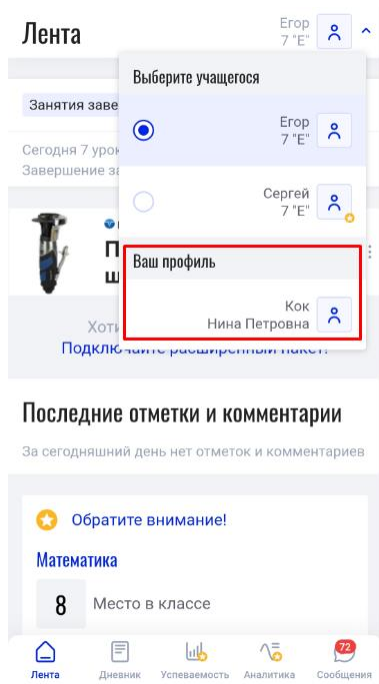 Лента
Егор
7 "Е"
Выберите учащегося
Занятия заве
Егор
7 "Е"
Сегодня 7 урок
Завершение за
Сергей
7 "Е"
П
ш
Ваш профиль
Кок
Нина Петровна
Хоти
Подключайте расширенный пакет!
Последние отметки и комментарии
За сегодняшний день нет отметок и комментариев
Обратите внимание!
Математика
8 Место в классе
72
Лента Дневник Успеваемость Аналитика Сообщения